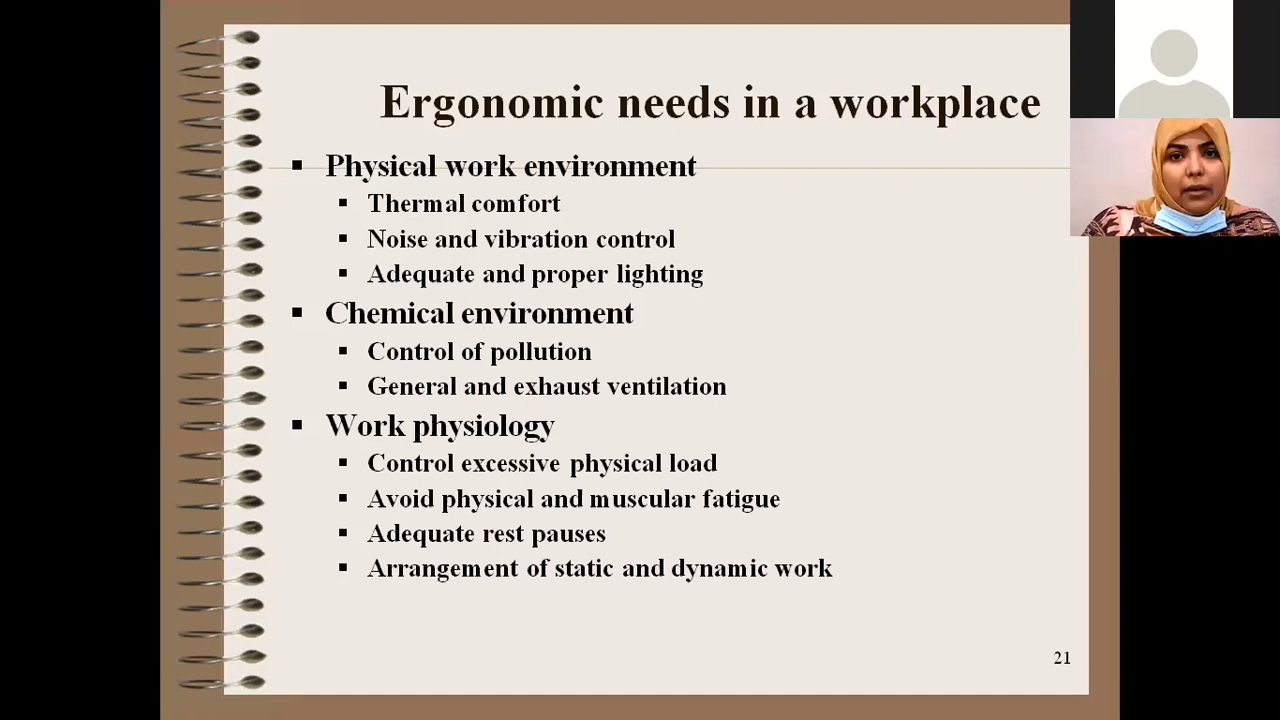 Ergonomic needs in a workplace
▪ Physical work environment
▪ Thermal comfort
▪ Noise and vibration control
▪ Adequate and proper lighting
▪ Chemical environment
▪ Control of pollution
▪ General and exhaust ventilation
▪ Work physiology
▪ Control excessive physical load
▪ Avoid physical and muscular fatigue
▪ Adequate rest pauses
▪ Arrangement of static and dynamic work
21